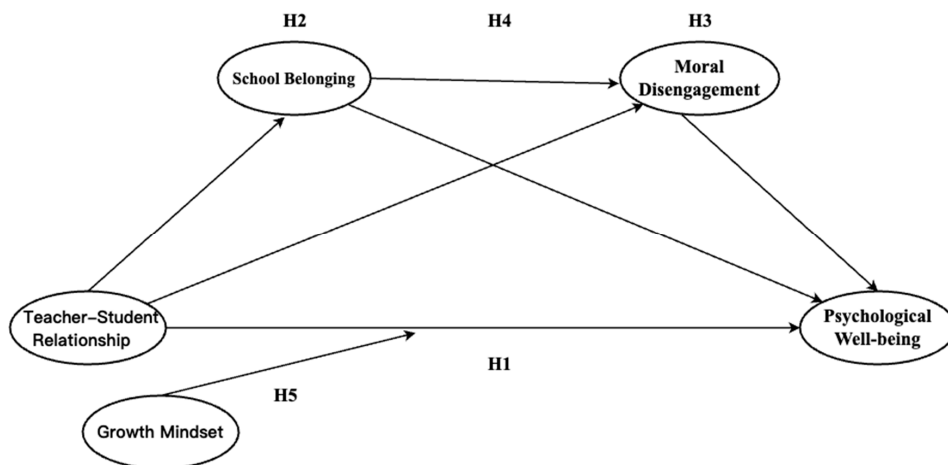 H2
H4
H3
School Belonging
Moral
Disengagement
Teacher–Student
Relationship
Psychological
Well-being
H1
H5
Growth Mindset